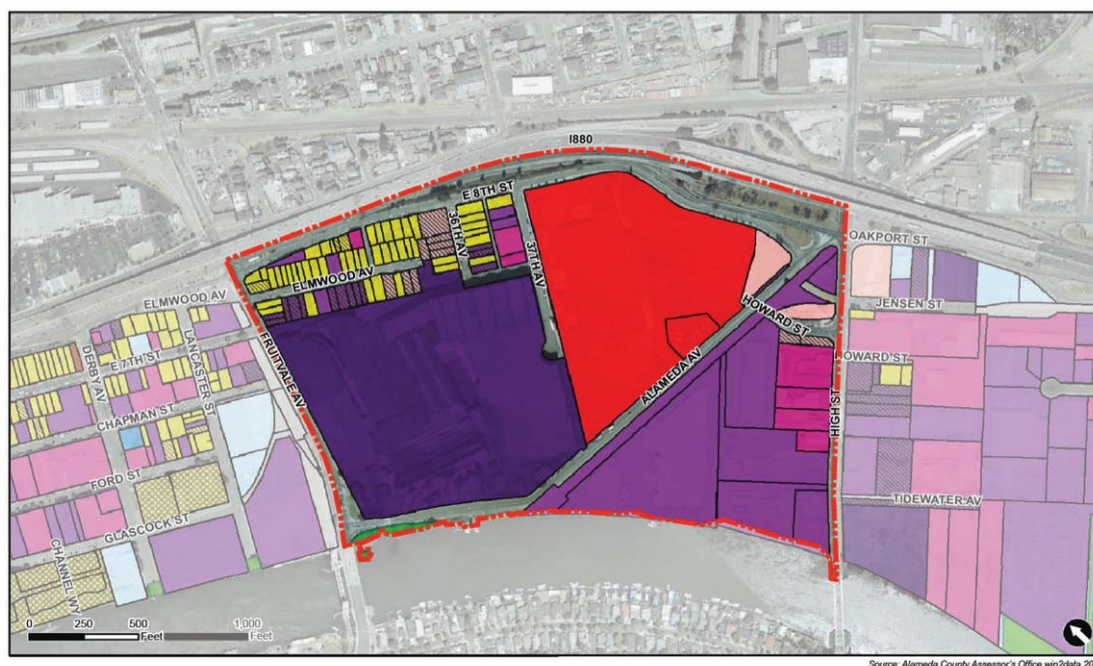 I880
E 8TH ST
36TH AV
37TH AV
ELMWOOD AV
OAKPORT ST
ELMWOOD AV
JENSEN ST
HOWARD ST
LANCASTER ST
DERBY AV
E 7TH ST
FRUITVALE AV
ALAMEDA AV
HOWARD ST
HIGH ST
CHAPMAN ST
FORD ST
TIDEWATER AV
GLASCOCK ST
CHANNEL WY
0 250 500 1,000
Feet Feet
Source: Alameda County Assessor's Office win2data 20